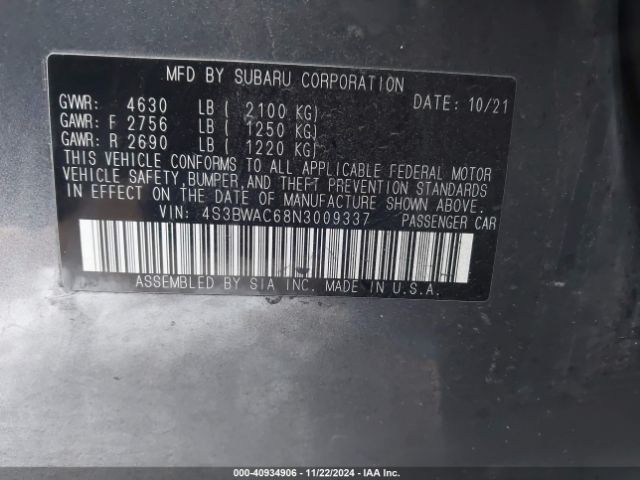 MFD BY SUBARU CORPORATION
GVWR: 4630 LB ( 2100 KG) DATE: 10/21
GAWR: F 2756 LB ( 1250 KG)
GAWR: R 2690 LB ( 1220 KG)
THIS VEHICLE CONFORMS TO ALL APPLICABLE FEDERAL MOTOR
VEHICLE SAFETY, BUMPER, AND THEFT PREVENTION STANDARDS
IN EFFECT ON THE DATE OF MANUFACTURE SHOWN ABOVE.
VIN: 4S3BWAC68N3009337 PASSENGER CAR
ASSEMBLED BY SIA INC. MADE IN U.S.A.
000-40934906 - 11/22/2024 - IAAI.COM